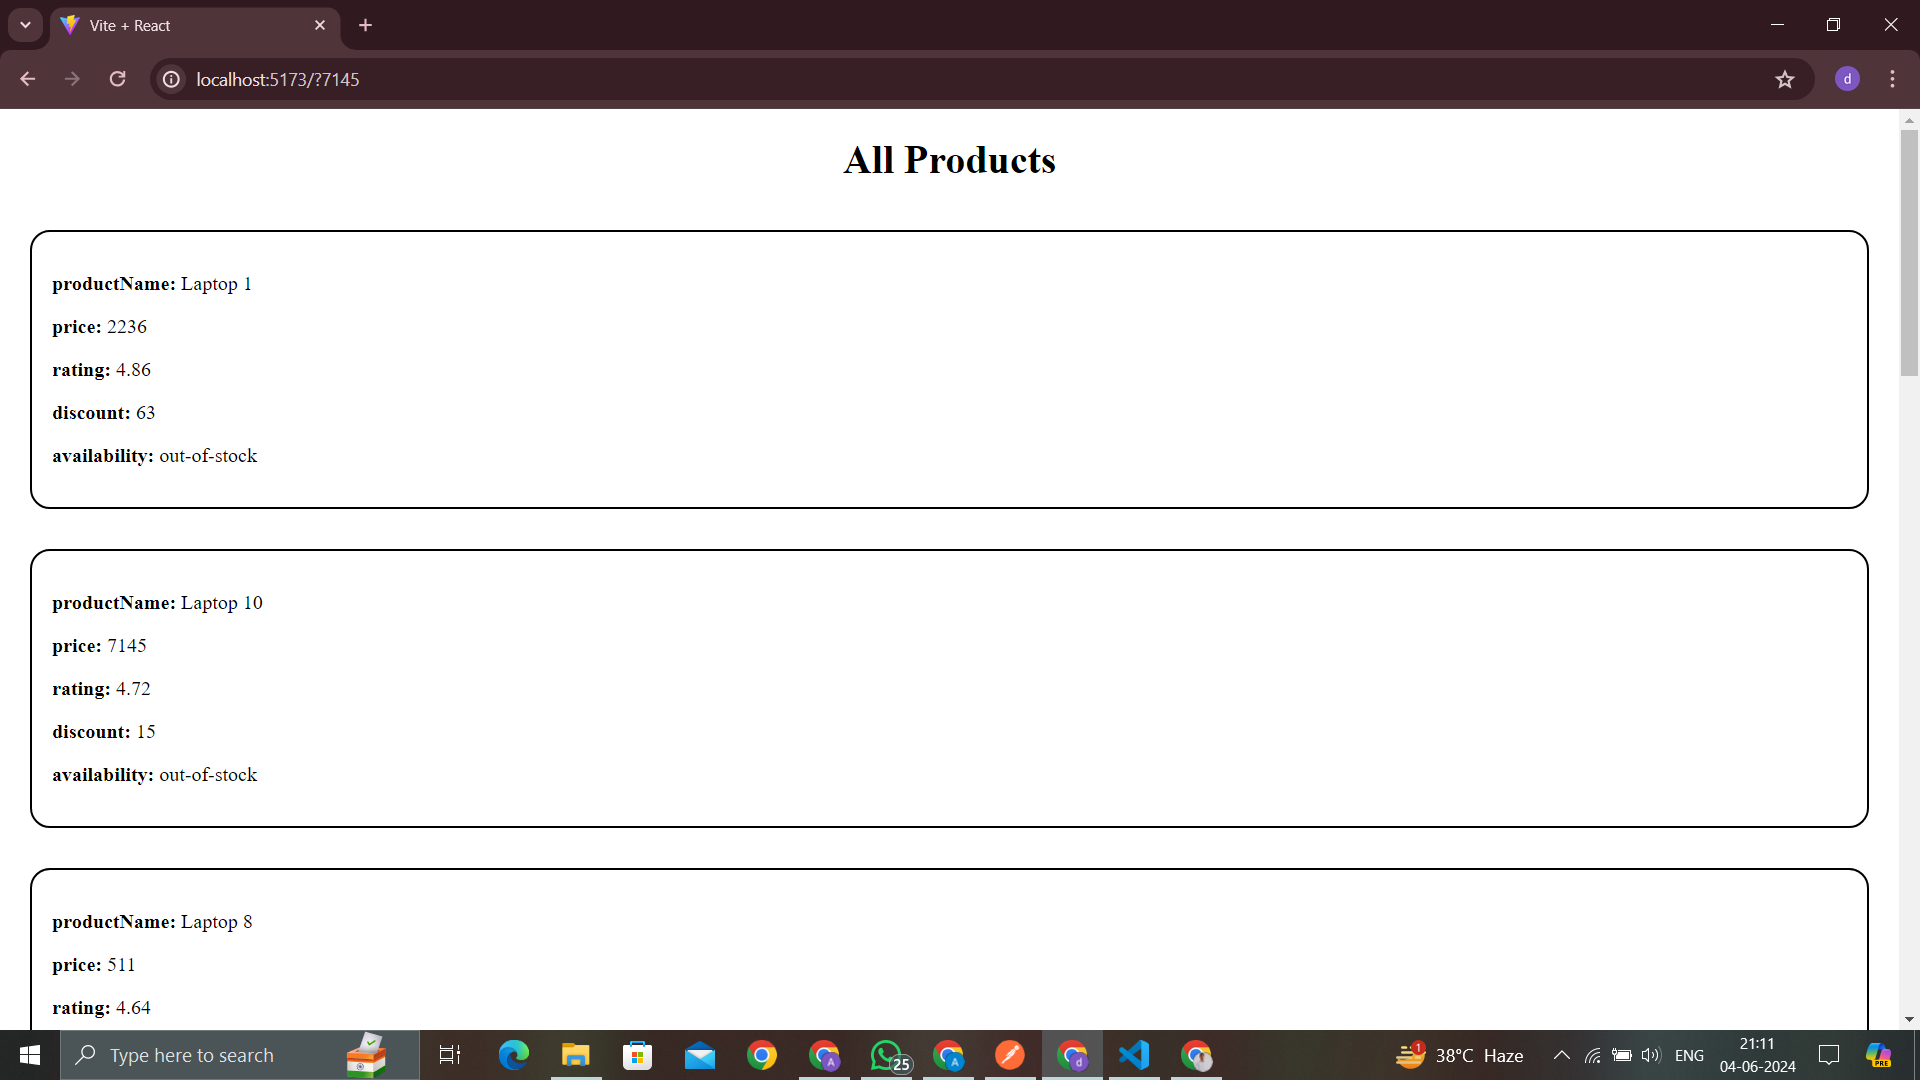 Vite + React
localhost:5173/?7145
d
All Products
productName: Laptop 1
price: 2236
rating: 4.86
discount: 63
availability: out-of-stock
productName: Laptop 10
price: 7145
rating: 4.72
discount: 15
availability: out-of-stock
productName: Laptop 8
price: 511
rating: 4.64
Type here to search
A
25
A
d
1
38°C Haze
ENG
21:11
04-06-2024
PRE